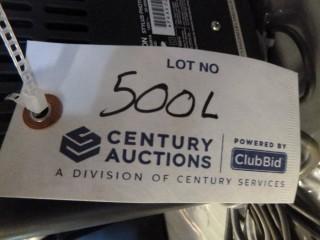 LOT NO
500L
CENTURY
AUCTIONS
POWERED BY
ClubBid
A DIVISION OF CENTURY SERVICES